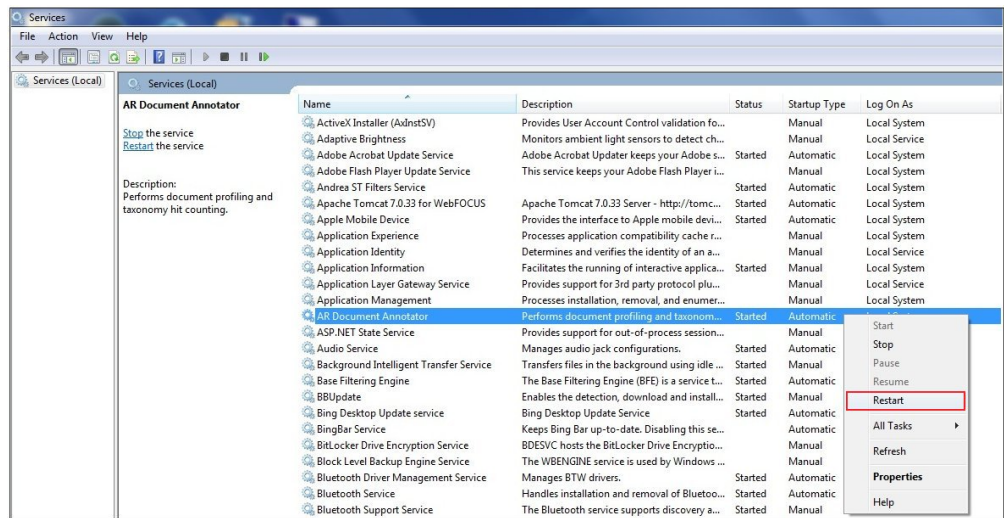 Services
File Action View Help
Services (Local)
Services (Local)
AR Document Annotator
Stop the service
Restart the service
Description:
Performs document profiling and
taxonomy hit counting.
Name Description Status Startup Type Log On As
ActiveX Installer (AxInstSV) Provides User Account Control validation fo... Manual Local System
Adaptive Brightness Monitors ambient light sensors to detect ch... Manual Local Service
Adobe Acrobat Update Service Adobe Acrobat Updater keeps your Adobe s... Started Automatic Local System
Adobe Flash Player Update Service This service keeps your Adobe Flash Player i... Manual Local System
Andrea ST Filters Service Started Automatic Local System
Apache Tomcat 7.0.33 for WebFOCUS Apache Tomcat 7.0.33 Server - http://tomc... Started Automatic Local System
Apple Mobile Device Provides the interface to Apple mobile devi... Started Automatic Local System
Application Experience Processes application compatibility cache r... Manual Local System
Application Identity Determines and verifies the identity of an a... Manual Local Service
Application Information Facilitates the running of interactive applica... Started Manual Local System
Application Layer Gateway Service Provides support for 3rd party protocol plu... Manual Local Service
Application Management Processes installation, removal, and enumer... Manual Local System
AR Document Annotator Performs document profiling and taxonom... Started Automatic
ASP.NET State Service Provides support for out-of-process session... Manual
Audio Service Manages audio jack configurations. Started Automatic
Background Intelligent Transfer Service Transfers files in the background using idle ... Started Manual
Base Filtering Engine The Base Filtering Engine (BFE) is a service t... Started Automatic
BBUpdate Enables the detection, download and install... Started Manual
Bing Desktop Update service Bing Desktop Update Service Started Automatic
BingBar Service Keeps Bing Bar up-to-date. Disabling this se... Automatic
BitLocker Drive Encryption Service BDESVC hosts the BitLocker Drive Encryptio... Manual
Block Level Backup Engine Service The WBENGINE service is used by Windows ... Manual
Bluetooth Driver Management Service Manages BTW drivers. Started Automatic
Bluetooth Service Handles installation and removal of Bluetoo... Started Automatic
Bluetooth Support Service The Bluetooth service supports discovery a... Started Manual
Start
Stop
Pause
Resume
Restart
All Tasks
Refresh
Properties
Help